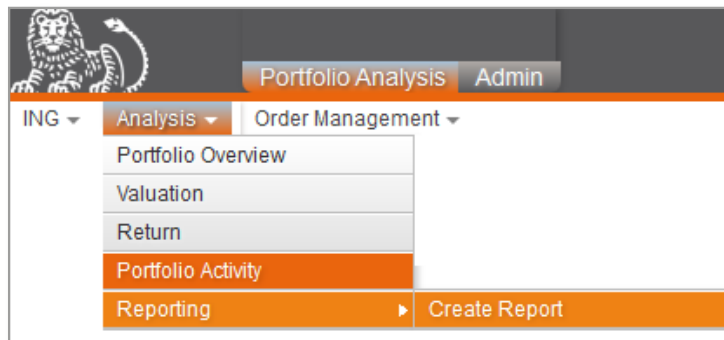 Portfolio Analysis Admin
ING Analysis Order Management
Portfolio Overview
Valuation
Return
Portfolio Activity
Reporting Create Report